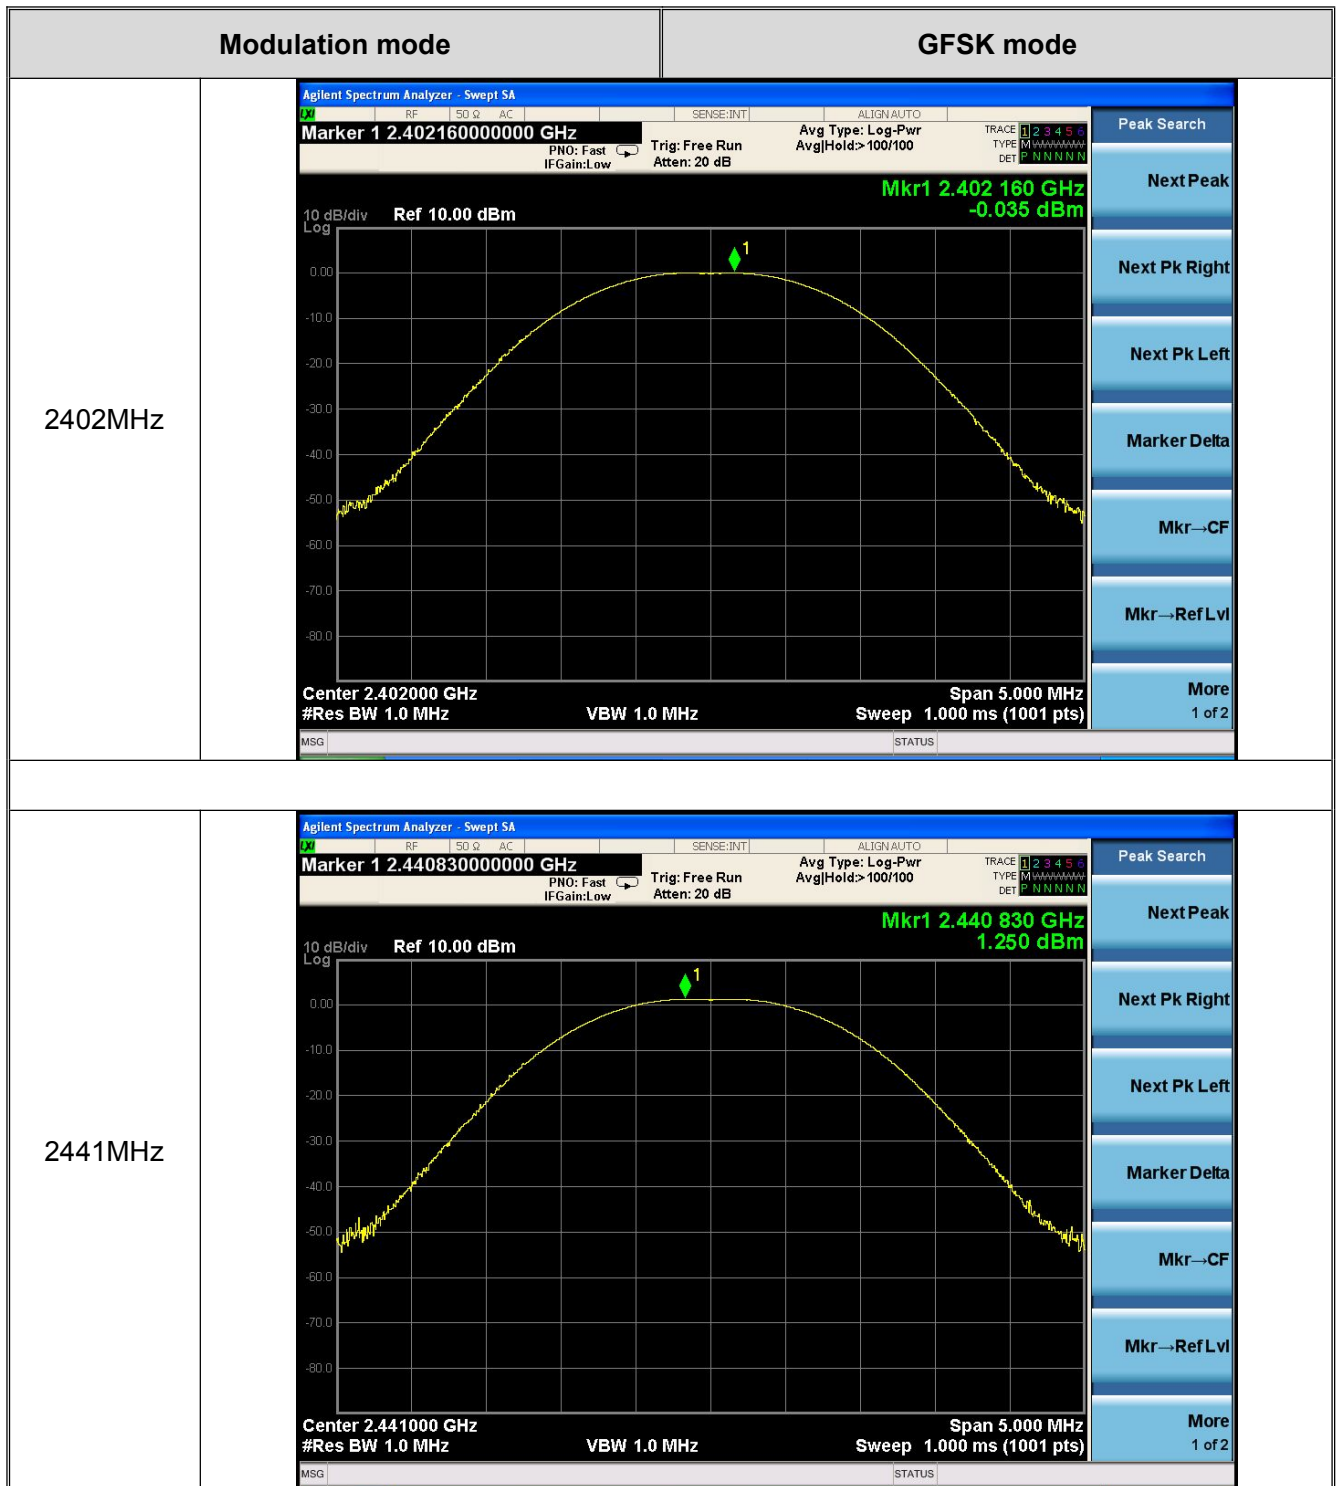 Modulation mode
GFSK mode
2402MHz
Agilent Spectrum Analyzer - Swept SA
LXI RF 50 Ω AC SENSE:INT ALIGN AUTO
Marker 1 2.402160000000 GHz
PNO: Fast
IFGain:Low
Trig: Free Run
Atten: 20 dB
Avg Type: Log-Pwr
Avg|Hold:>100/100
TRACE 1 2 3 4 5 6
TYPE M WWWWW
DET P N N N N N
Mkr1 2.402 160 GHz
-0.035 dBm
10 dB/div Ref 10.00 dBm
Log
1
0.00
-10.0
-20.0
-30.0
-40.0
-50.0
-60.0
-70.0
-80.0
Center 2.402000 GHz Span 5.000 MHz
#Res BW 1.0 MHz VBW 1.0 MHz Sweep 1.000 ms (1001 pts)
MSG STATUS
Peak Search
Next Peak
Next Pk Right
Next Pk Left
Marker Delta
Mkr→CF
Mkr→Ref Lvl
More
1 of 2
2441MHz
Agilent Spectrum Analyzer - Swept SA
LXI RF 50 Ω AC SENSE:INT ALIGN AUTO
Marker 1 2.440830000000 GHz
PNO: Fast
IFGain:Low
Trig: Free Run
Atten: 20 dB
Avg Type: Log-Pwr
Avg|Hold:>100/100
TRACE 1 2 3 4 5 6
TYPE M WWWWW
DET P N N N N N
Mkr1 2.440 830 GHz
1.250 dBm
10 dB/div Ref 10.00 dBm
Log
1
0.00
-10.0
-20.0
-30.0
-40.0
-50.0
-60.0
-70.0
-80.0
Center 2.441000 GHz Span 5.000 MHz
#Res BW 1.0 MHz VBW 1.0 MHz Sweep 1.000 ms (1001 pts)
MSG STATUS
Peak Search
Next Peak
Next Pk Right
Next Pk Left
Marker Delta
Mkr→CF
Mkr→Ref Lvl
More
1 of 2